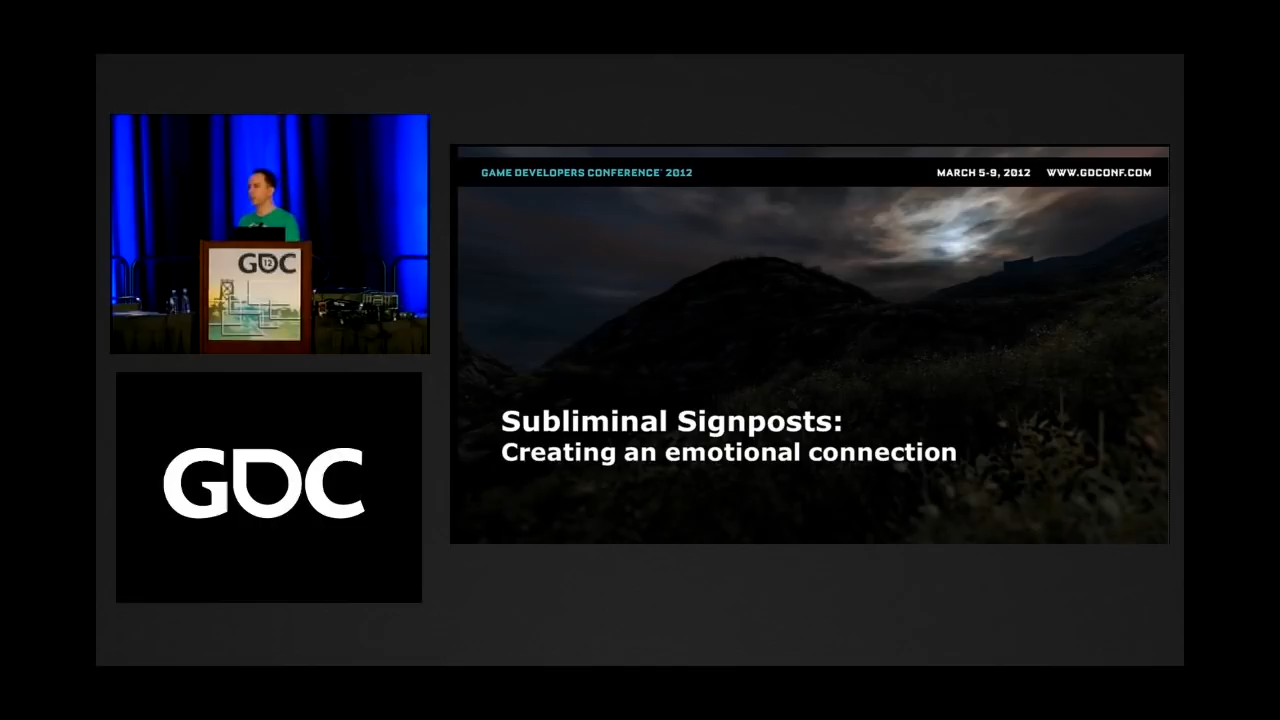 GDC
12
GDC
GAME DEVELOPERS CONFERENCE® 2012
MARCH 5-9, 2012 WWW.GDCONF.COM
Subliminal Signposts:
Creating an emotional connection